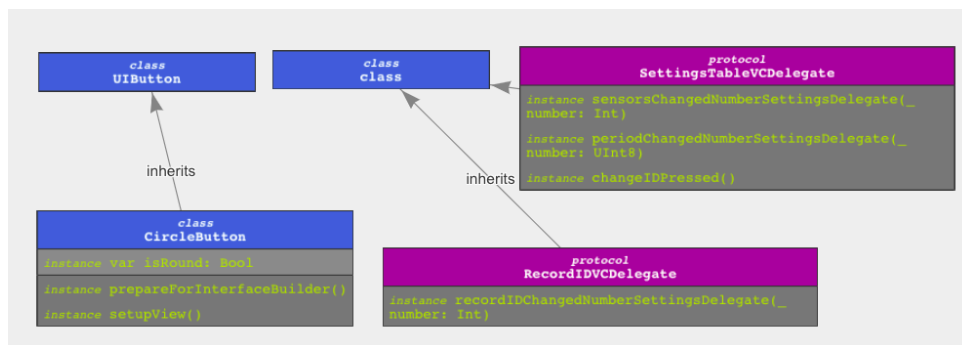 class
UIButton
class
class
protocol
SettingsTableVCDelegate
instance sensorsChangedNumberSettingsDelegate(_
number: Int)
instance periodChangedNumberSettingsDelegate(_
number: UInt8)
instance changeIDPressed()
inherits
inherits
class
CircleButton
instance var isRound: Bool
instance prepareForInterfaceBuilder()
instance setupView()
protocol
RecordIDVCDelegate
instance recordIDChangedNumberSettingsDelegate(_
number: Int)